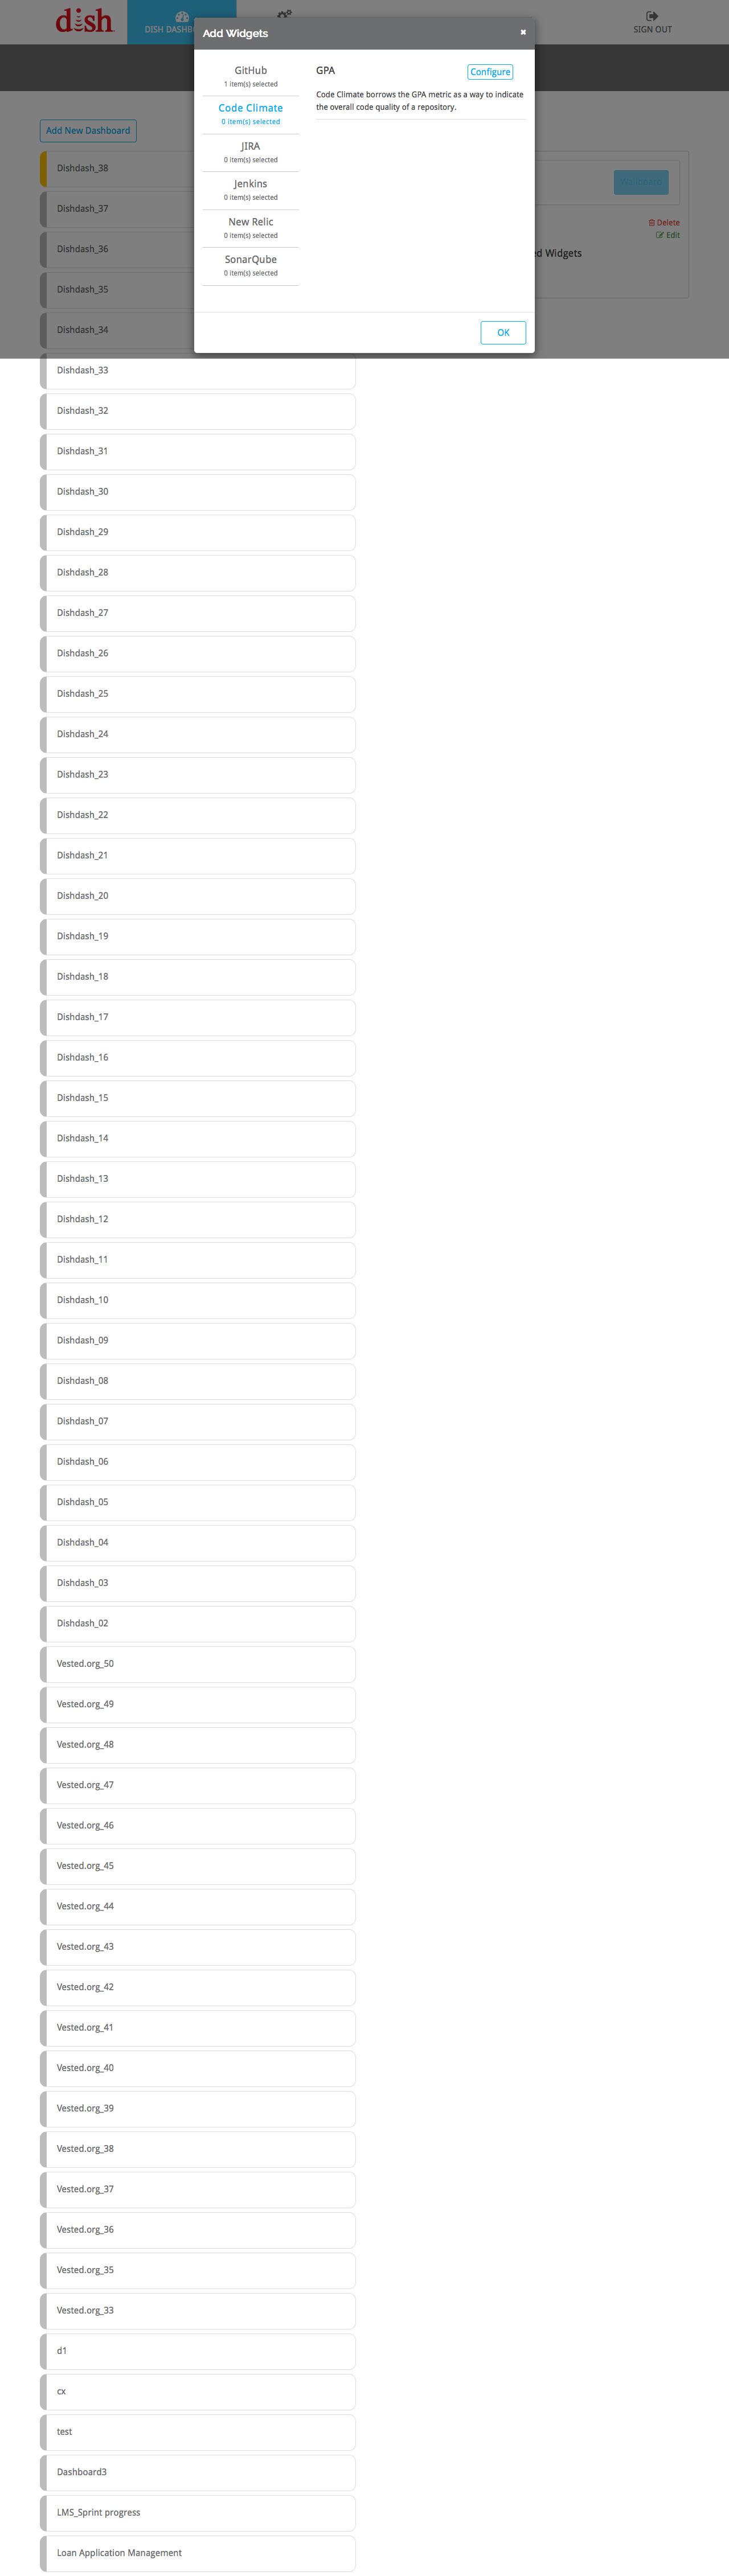 dish
DISH DASHB
SIGN OUT
Add Widgets
GitHub
1 item(s) selected
Code Climate
0 item(s) selected
JIRA
0 item(s) selected
Jenkins
0 item(s) selected
New Relic
0 item(s) selected
SonarQube
0 item(s) selected
GPA
Configure
Code Climate borrows the GPA metric as a way to indicate
the overall code quality of a repository.
OK
Add New Dashboard
Delete
Edit
ed Widgets
Dishdash_38
Dishdash_37
Dishdash_36
Dishdash_35
Dishdash_34
Dishdash_33
Dishdash_32
Dishdash_31
Dishdash_30
Dishdash_29
Dishdash_28
Dishdash_27
Dishdash_26
Dishdash_25
Dishdash_24
Dishdash_23
Dishdash_22
Dishdash_21
Dishdash_20
Dishdash_19
Dishdash_18
Dishdash_17
Dishdash_16
Dishdash_15
Dishdash_14
Dishdash_13
Dishdash_12
Dishdash_11
Dishdash_10
Dishdash_09
Dishdash_08
Dishdash_07
Dishdash_06
Dishdash_05
Dishdash_04
Dishdash_03
Dishdash_02
Vested.org_50
Vested.org_49
Vested.org_48
Vested.org_47
Vested.org_46
Vested.org_45
Vested.org_44
Vested.org_43
Vested.org_42
Vested.org_41
Vested.org_40
Vested.org_39
Vested.org_38
Vested.org_37
Vested.org_36
Vested.org_35
Vested.org_33
d1
cx
test
Dashboard3
LMS_Sprint progress
Loan Application Management